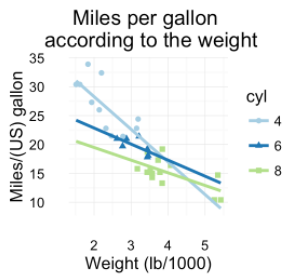 Miles per gallon
according to the weight
Miles/(US) gallon
35
30
25
20
15
10
2 3 4 5
Weight (lb/1000)
cyl
4
6
8